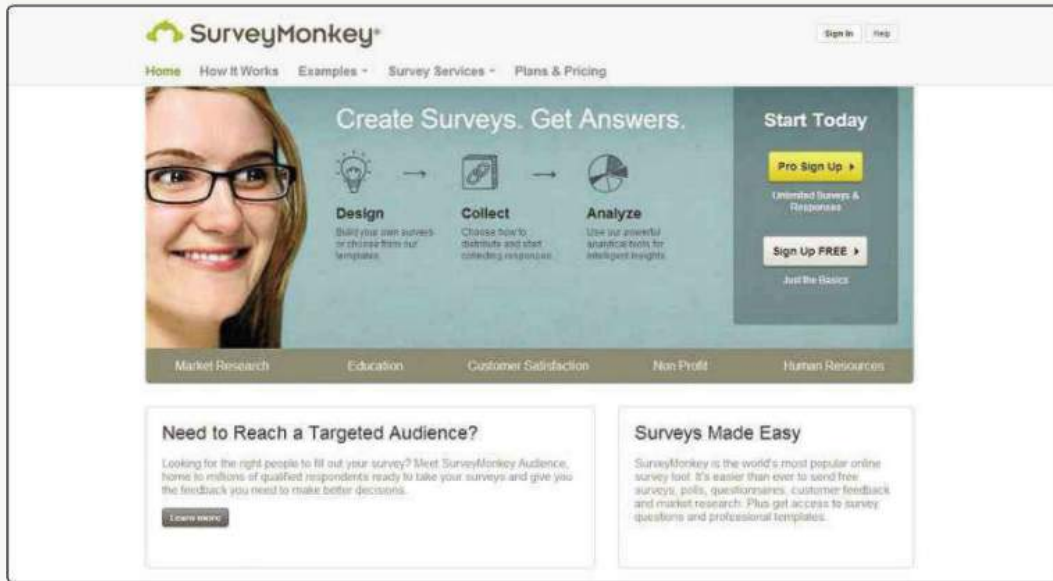 SurveyMonkey®
Sign In Help
Home How It Works Examples Survey Services Plans & Pricing
Create Surveys. Get Answers.
Design
Build your own surveys
or choose from our
templates
Collect
Choose how to
distribute and start
collecting responses
Analyze
Use our powerful
analytical tools for
intelligent insights
Start Today
Pro Sign Up
Unlimited Surveys &
Responses
Sign Up FREE
Just the Basics
Market Research Education Customer Satisfaction Non Profit Human Resources
Need to Reach a Targeted Audience?
Looking for the right people to fill out your survey? Meet SurveyMonkey Audience,
home to millions of qualified respondents ready to take your surveys and give you
the feedback you need to make better decisions.
Learn more
Surveys Made Easy
SurveyMonkey is the world's most popular online
survey tool. It's easier than ever to send free
surveys, polls, questionnaires, customer feedback
and market research. Plus get access to survey
questions and professional templates.